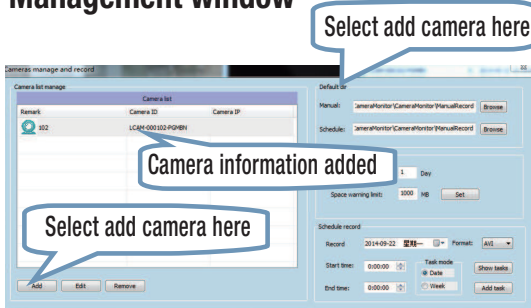 Management window
Select add camera here
Cameras manage and record
Camera list manage
Camera list
Remark Camera ID Camera IP
102 LCAM-000102-PGMBN
Camera information added
Select add camera here
Add Edit Remove
Default dir
Manual: CameraMonitor\CameraMonitor\ManualRecord Browse
Schedule: CameraMonitor\CameraMonitor\ManualRecord Browse
1 Day
Space warning limit: 1000 MB Set
Schedule record
Record 2014-09-22 星期一 Format: AVI
Start time: 0:00:00 Task mode Date Show tasks
End time: 0:00:00 Week Add task